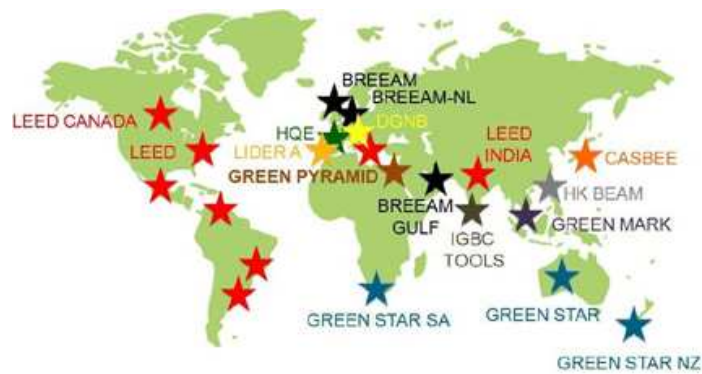 BREEAM
BREEAM-NL
LEED CANADA
HQE
DGNB
LEED
INDIA
LEED
LIDER A
CASBEE
GREEN PYRAMID
HK BEAM
BREEAM
GULF
GREEN MARK
IGBC
TOOLS
GREEN STAR SA
GREEN STAR
GREEN STAR NZ